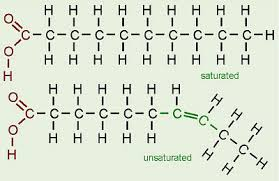 H H H H H H H H H
O
C C C C C C C C C C H
O
H H H H H H H H H
H
saturated
H H H H H H H
O
C C C C C C C C
O
H H H H H C H
H H C H
H
unsaturated
H H